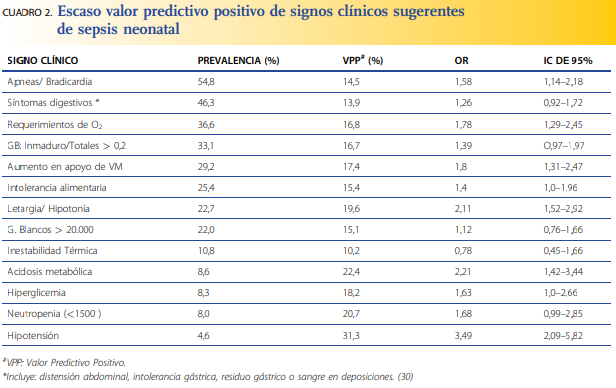 CUADRO 2. Escaso valor predictivo positivo de signos clínicos sugerentes
de sepsis neonatal
SIGNO CLÍNICO PREVALENCIA (%) VPP# (%) OR IC DE 95%
Apneas/ Bradicardia 54,8 14,5 1,58 1,14–2,18
Síntomas digestivos * 46,3 13,9 1,26 0,92–1,72
Requerimientos de O2 36,6 16,8 1,78 1,29–2,45
GB: Inmaduro/Totales > 0,2 33,1 16,7 1,39 O,97–1,97
Aumento en apoyo de VM 29,2 17,4 1,8 1,31–2,47
Intolerancia alimentaria 25,4 15,4 1,4 1,0–1.96
Letargia/ Hipotonía 22,7 19,6 2,11 1,52–2,92
G. Blancos > 20.000 22,0 15,1 1,12 0,76–1,66
Inestabilidad Térmica 10,8 10,2 0,78 0,45–1,66
Acidosis metabólica 8,6 22,4 2,21 1,42–3,44
Hiperglicemia 8,3 18,2 1,63 1,0–2.66
Neutropenia (<1500 ) 8,0 20,7 1,68 0,99–2,85
Hipotensión 4,6 31,3 3,49 2,09–5,82
#VPP: Valor Predictivo Positivo.
*Incluye: distensión abdominal, intolerancia gástrica, residuo gástrico o sangre en deposiciones. (30)